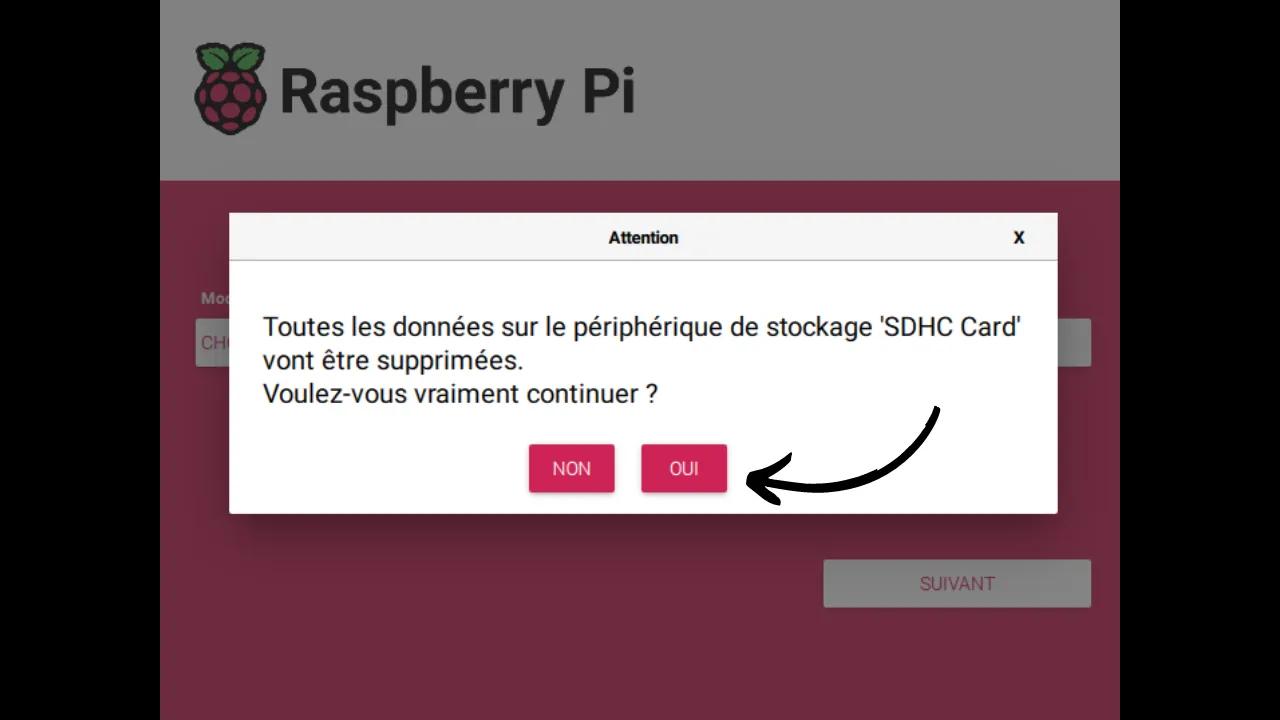 Raspberry Pi
Attention
X
Mod
Toutes les données sur le périphérique de stockage 'SDHC Card'
vont être supprimées.
Voulez-vous vraiment continuer ?
CH
NON
OUI
SUIVANT